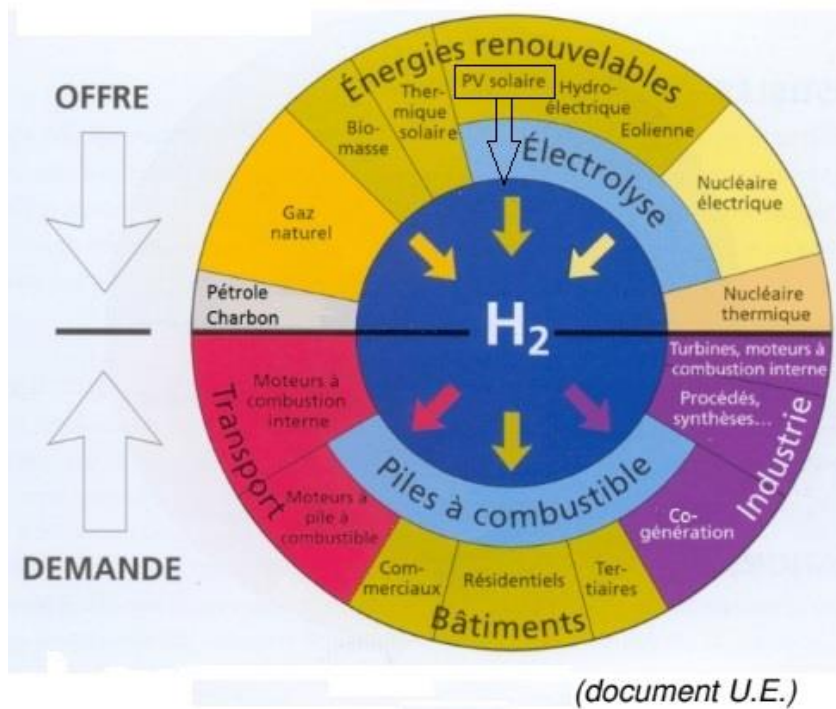 OFFRE
Énergies renouvelables
PV solaire
Ther-
mique
solaire
Hydro-
électrique
Eolienne
Bio-
masse
Électrolyse
Nucléaire
électrique
Gaz
naturel
Pétrole
Charbon
Nucléaire
thermique
H2
Turbines, moteurs à
combustion interne
Moteurs à
combustion
interne
Procédés,
synthèses...
Transport
Industrie
Piles à combustible
Moteurs à
pile à
combustible
Co-
génération
DEMANDE
Com-
merciaux
Résidentiels
Ter-
tiaires
Bâtiments
(document U.E.)